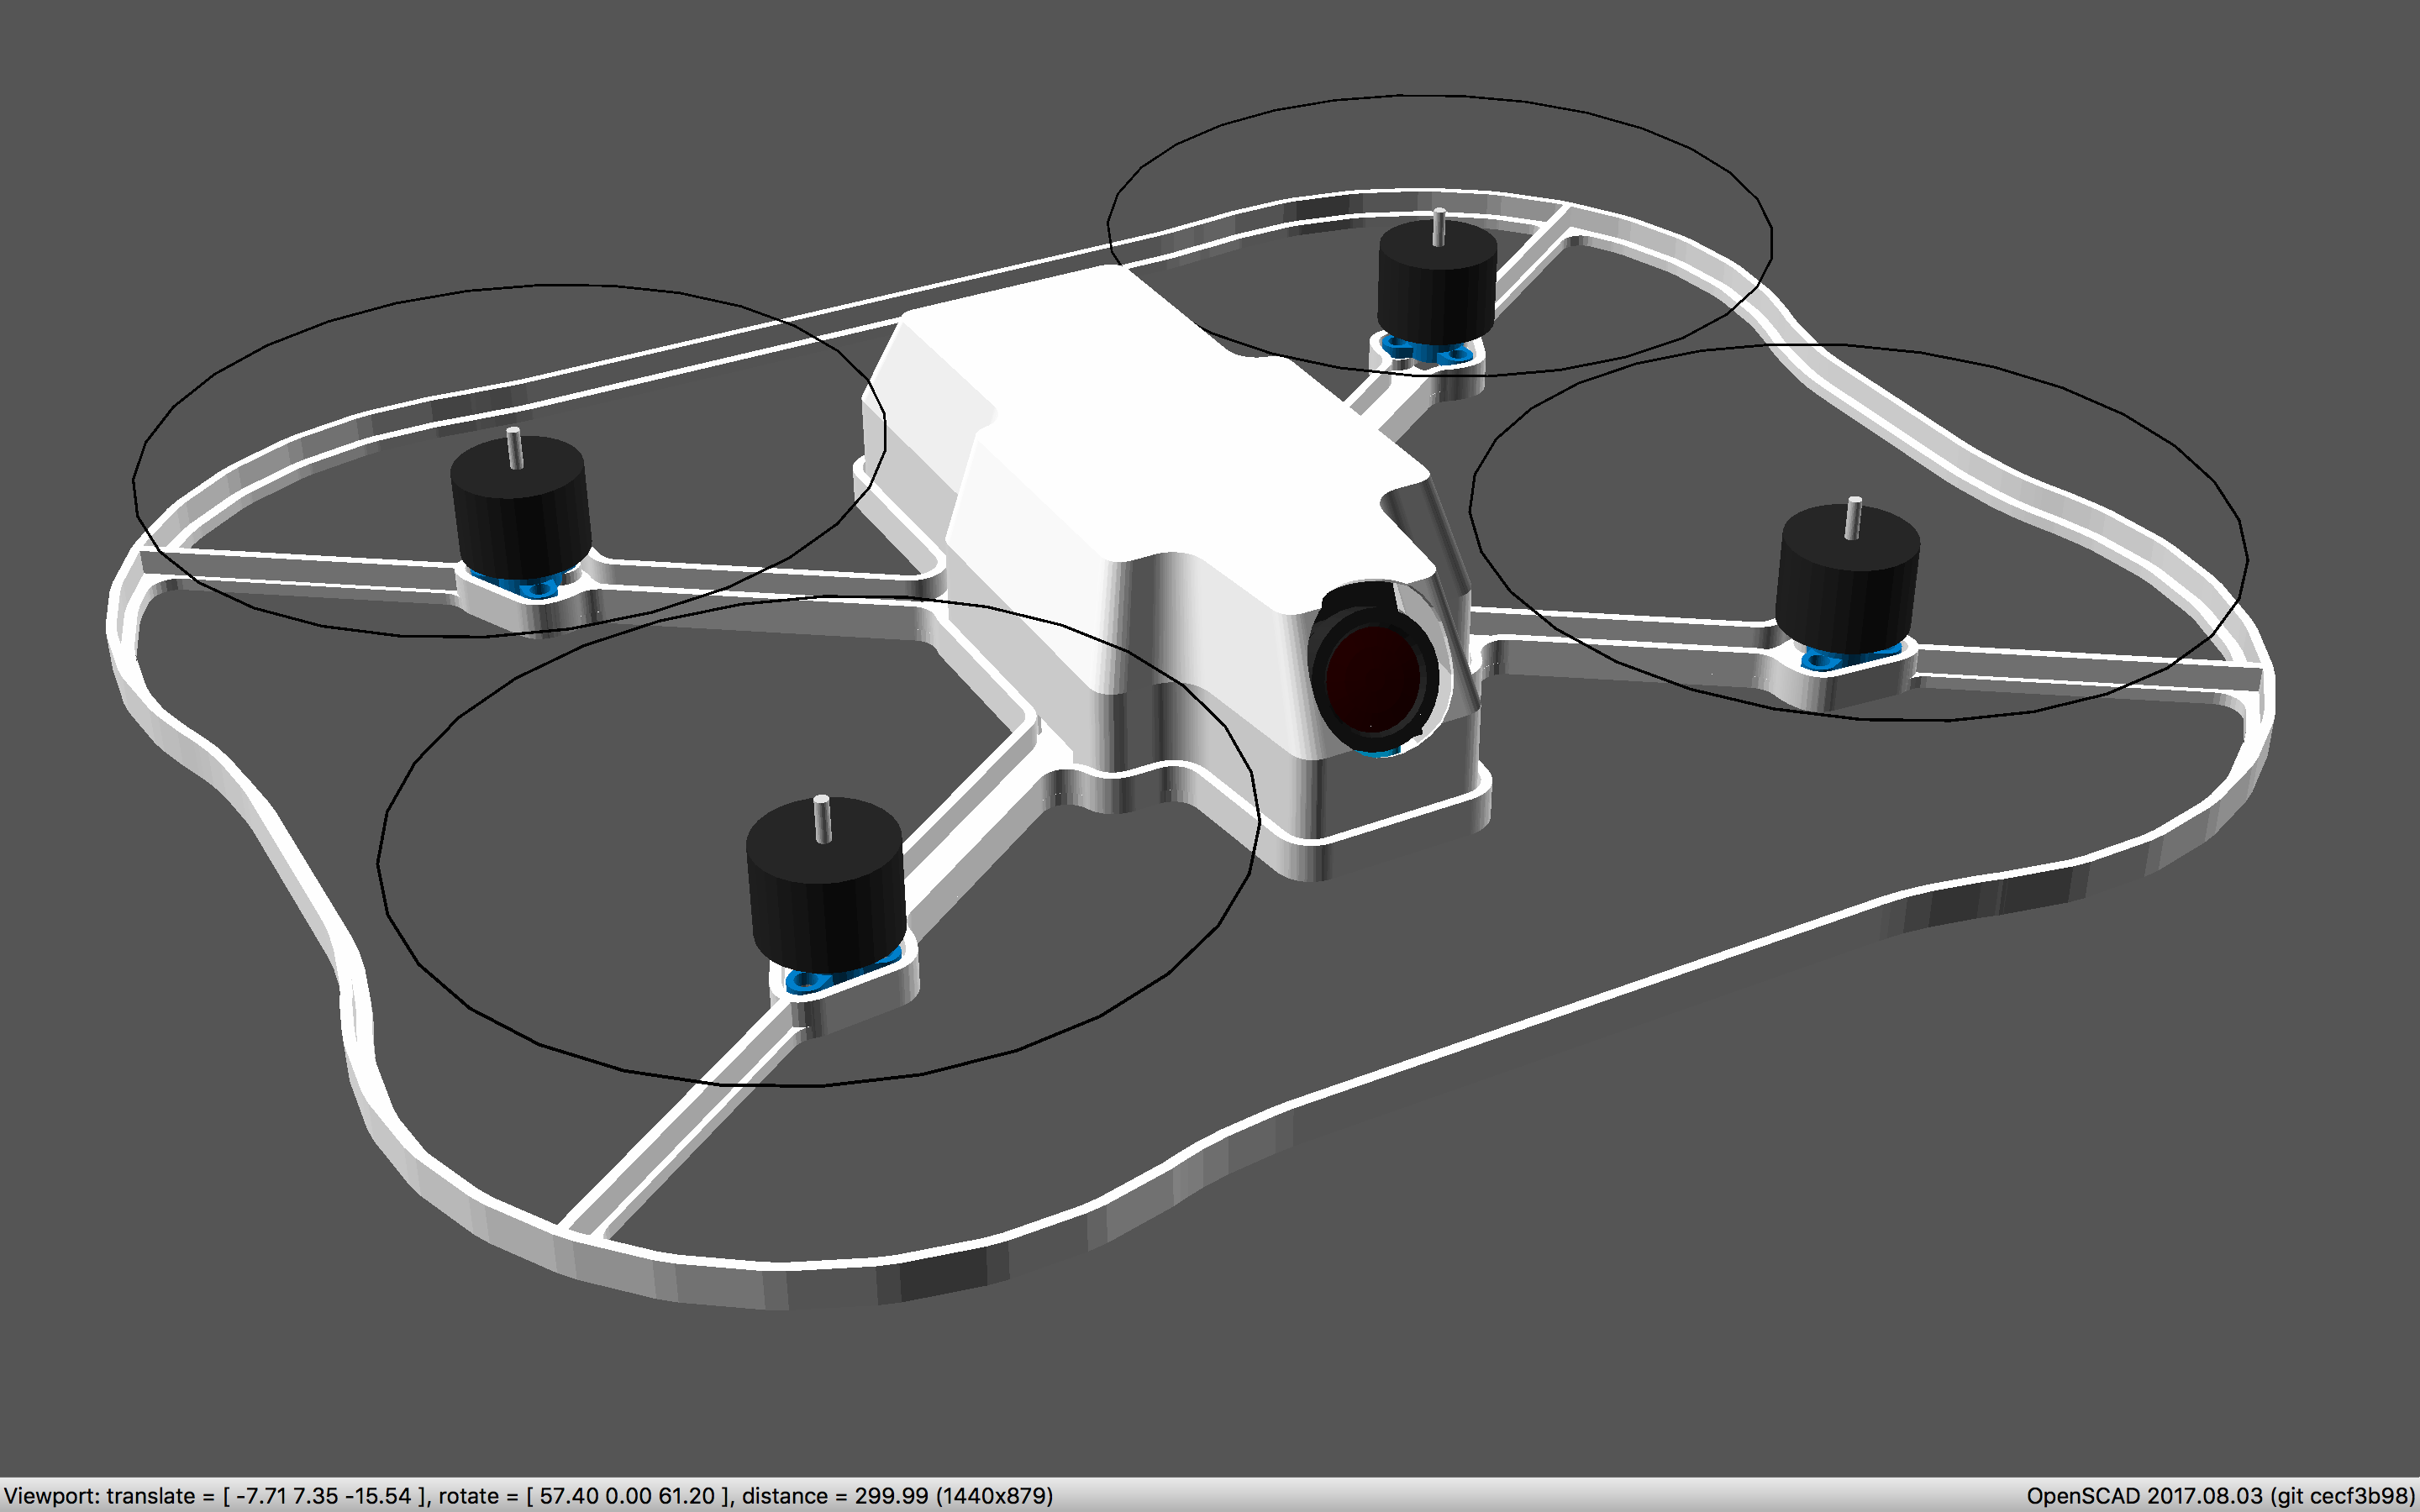 Viewport: translate = [ -7.71 7.35 -15.54 ], rotate = [ 57.40 0.00 61.20 ], distance = 299.99 (1440x879)
OpenSCAD 2017.08.03 (git cecf3b98)